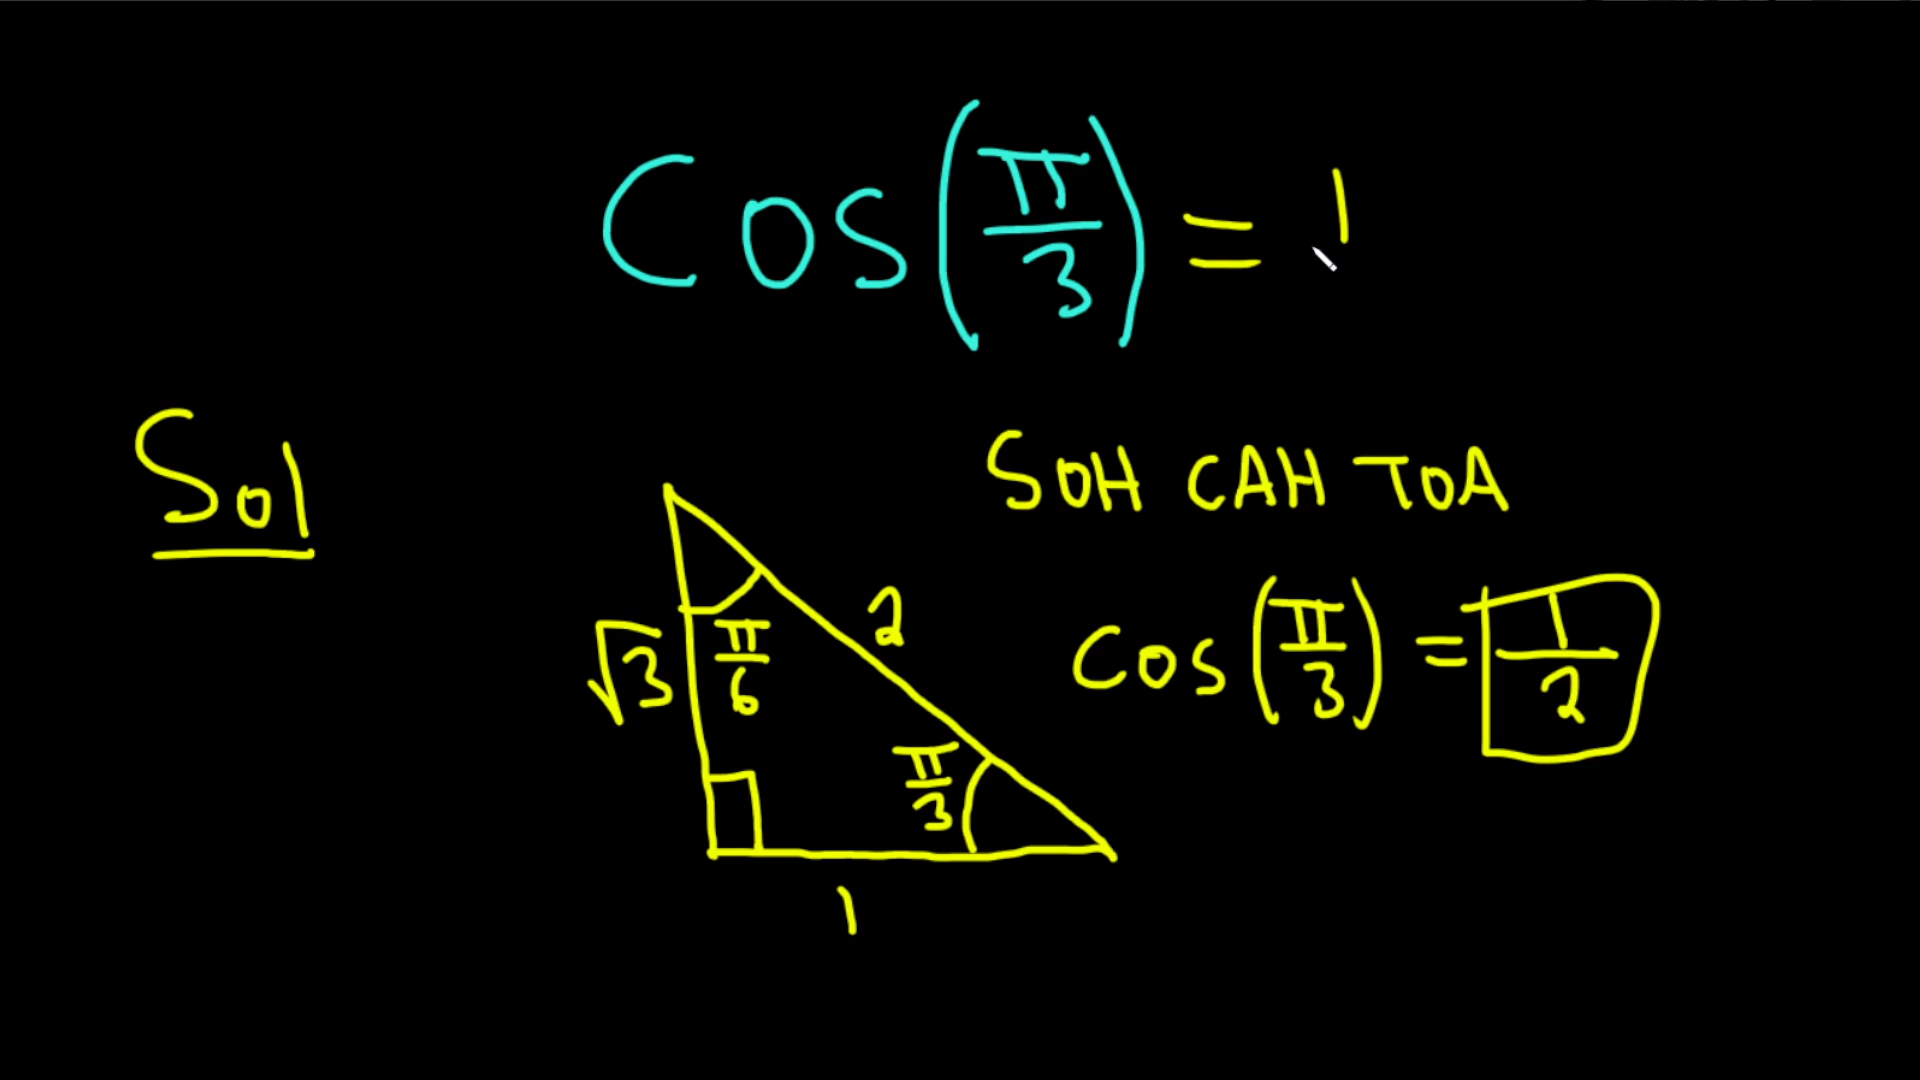 Cos(π/3) = 1
Sol
SOH CAH TOA
√3
π/6
2
cos(π/3) = 1/2
π/3
1